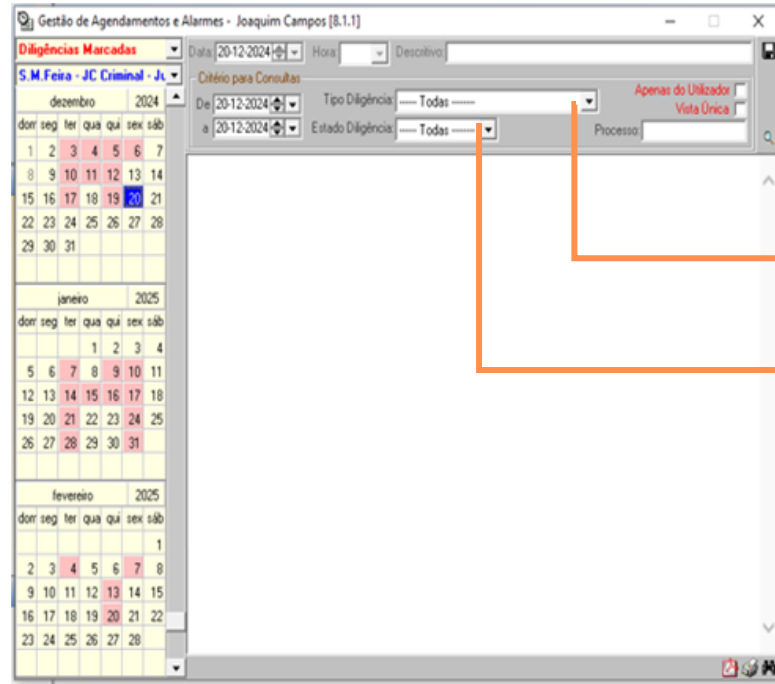 Gestão de Agendamentos e Alarmes - Joaquim Campos [8.1.1]
Diligências Marcadas
S.M.Feira - JC Criminal - Ju
Data: 20-12-2024 Hora: Descritivo:
Critério para Consultas
De 20-12-2024 Tipo Diligência: ----- Todas ------
Apenas do Utilizador
Vista Única
a 20-12-2024 Estado Diligência: ----- Todas ------ Processo:
dezembro 2024
dom seg ter qua qui sex sáb
1 2 3 4 5 6 7
8 9 10 11 12 13 14
15 16 17 18 19 20 21
22 23 24 25 26 27 28
29 30 31
janeiro 2025
dom seg ter qua qui sex sáb
1 2 3 4
5 6 7 8 9 10 11
12 13 14 15 16 17 18
19 20 21 22 23 24 25
26 27 28 29 30 31
fevereiro 2025
dom seg ter qua qui sex sáb
1
2 3 4 5 6 7 8
9 10 11 12 13 14 15
16 17 18 19 20 21 22
23 24 25 26 27 28